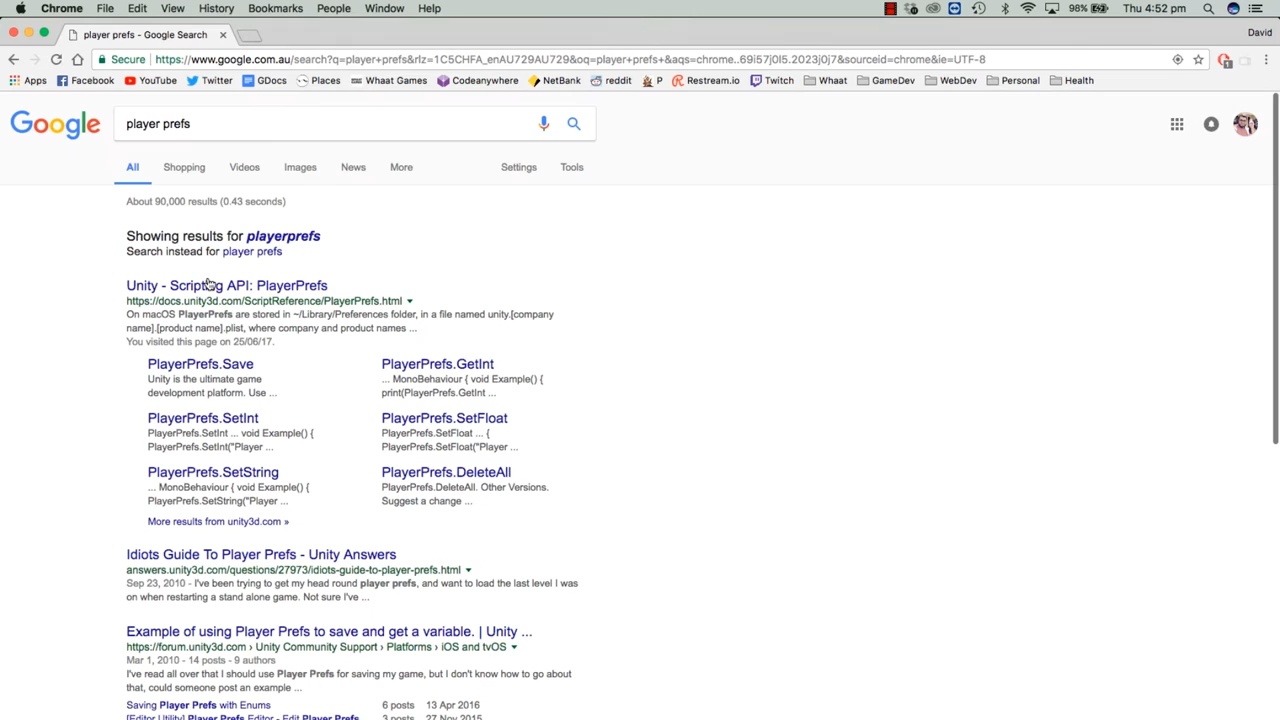 Chrome File Edit View History Bookmarks People Window Help 98% Thu 4:52 pm
player prefs - Google Search David
Secure https://www.google.com.au/search?q=player+prefs&rlz=1C5CHFA_enAU729AU729&oq=player+prefs+&aqs=chrome..69i57j0l5.2023j0j7&sourceid=chrome&ie=UTF-8
Apps Facebook YouTube Twitter GDocs Places Whaat Games Codeanywhere NetBank reddit P Restream.io Twitch Whaat GameDev WebDev Personal Health
Google player prefs
All Shopping Videos Images News More Settings Tools
About 90,000 results (0.43 seconds)
Showing results for playerprefs
Search instead for player prefs
Unity - Scripting API: PlayerPrefs
https://docs.unity3d.com/ScriptReference/PlayerPrefs.html
On macOS PlayerPrefs are stored in ~/Library/Preferences folder, in a file named unity.[company
name].[product name].plist, where company and product names ...
You visited this page on 25/06/17.
PlayerPrefs.Save PlayerPrefs.GetInt
Unity is the ultimate game ... MonoBehaviour { void Example() {
development platform. Use ... print(PlayerPrefs.GetInt ...
PlayerPrefs.SetInt PlayerPrefs.SetFloat
PlayerPrefs.SetInt ... void Example() { PlayerPrefs.SetFloat ... {
PlayerPrefs.SetInt("Player ... PlayerPrefs.SetFloat("Player ...
PlayerPrefs.SetString PlayerPrefs.DeleteAll
... MonoBehaviour { void Example() { PlayerPrefs.DeleteAll. Other Versions.
PlayerPrefs.SetString("Player ... Suggest a change ...
More results from unity3d.com »
Idiots Guide To Player Prefs - Unity Answers
answers.unity3d.com/questions/27973/idiots-guide-to-player-prefs.html
Sep 23, 2010 - I've been trying to get my head round player prefs, and want to load the last level I was
on when restarting a stand alone game. Not sure I've ...
Example of using Player Prefs to save and get a variable. | Unity ...
https://forum.unity3d.com › Unity Community Support › Platforms › iOS and tvOS
Mar 1, 2010 - 14 posts - 9 authors
I've read all over that I should use Player Prefs for saving my game, but I don't know how to go about
that, could someone post an example ...
Saving Player Prefs with Enums 6 posts 13 Apr 2016
[Editor Utility] Player Prefs Editor - Edit Player Prefs 3 posts 27 Nov 2015